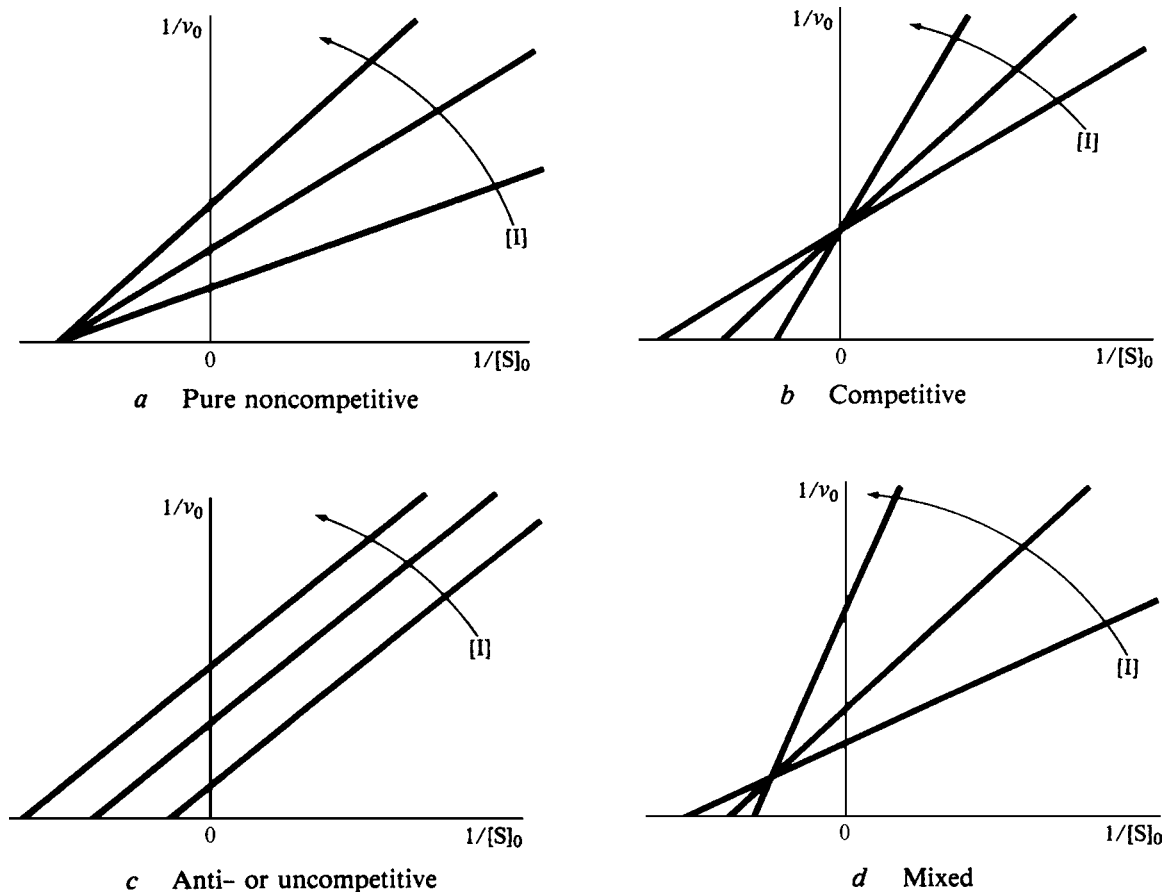 1/v₀
[I]
0
1/[S]₀
a Pure noncompetitive
1/v₀
[I]
0
1/[S]₀
b Competitive
1/v₀
[I]
0
1/[S]₀
c Anti- or uncompetitive
1/v₀
[I]
0
1/[S]₀
d Mixed